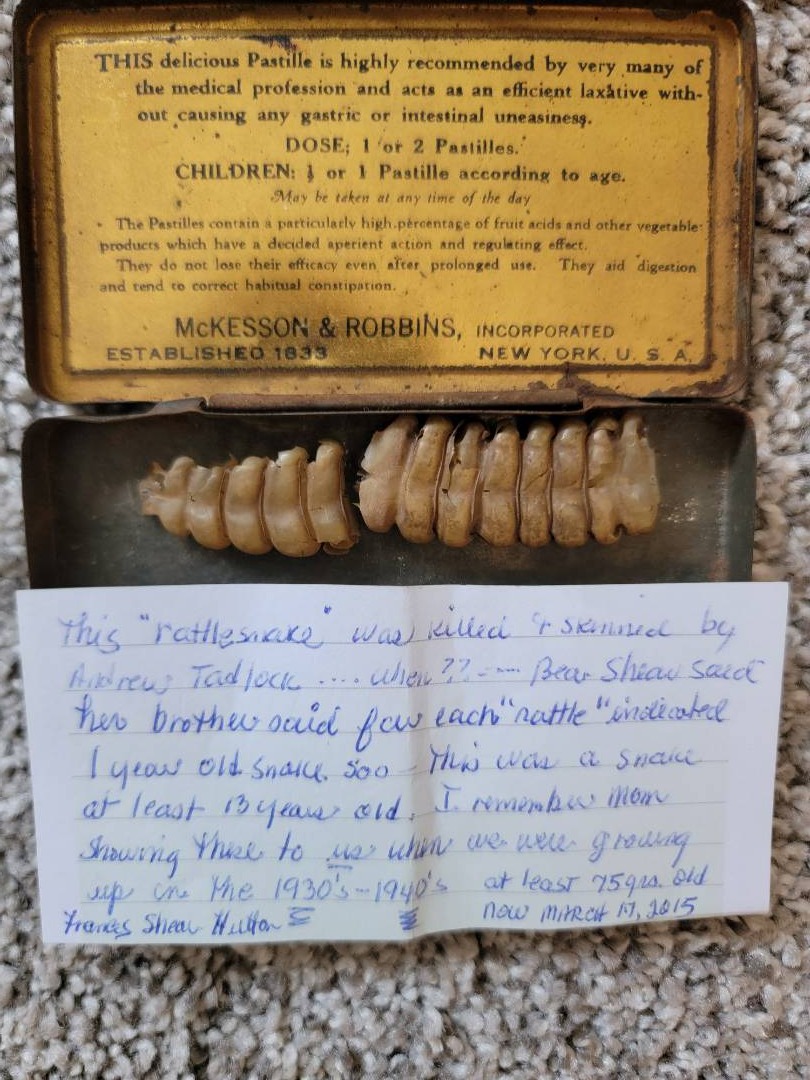 THIS delicious Pastille is highly recommended by very many of
the medical profession and acts as an efficient laxative with-
out causing any gastric or intestinal uneasiness.
DOSE; 1 or 2 Pastilles.
CHILDREN: ½ or 1 Pastille according to age.
May be taken at any time of the day
The Pastilles contain a particularly high percentage of fruit acids and other vegetable
products which have a decided aperient action and regulating effect.
They do not lose their efficacy even after prolonged use. They aid digestion
and tend to correct habitual constipation.
McKESSON & ROBBINS, INCORPORATED
ESTABLISHED 1833 NEW YORK, U. S. A.
This "rattlesnake" was killed & skinned by
Andrew Tadlock .... when ?? ---- Shear said
her brother said for each "rattle" indicated
1 year old snake. Soo - This was a snake
at least 13 years old. I remember Mom
showing these to us when we were growing
up in the 1930's - 1940's at least 75 yrs. old
Frances Shear Hutton now MARCH 17, 2015